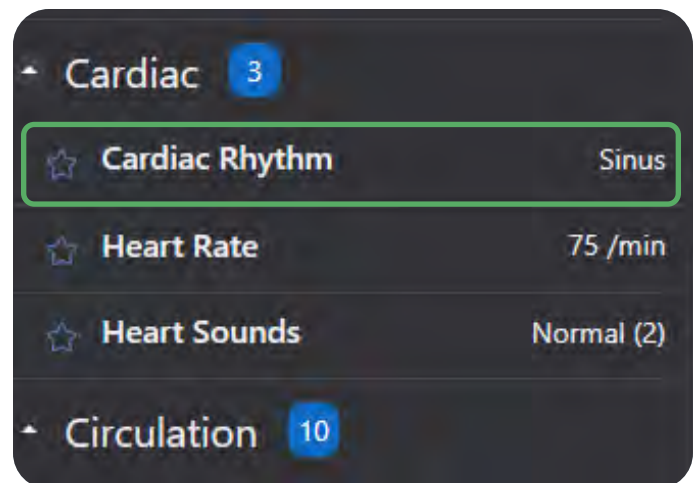 Cardiac 3
Cardiac Rhythm Sinus
Heart Rate 75 /min
Heart Sounds Normal (2)
Circulation 10